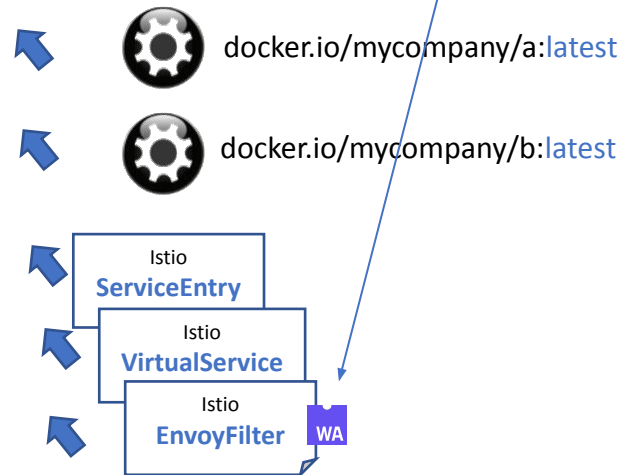 docker.io/mycompany/a:latest
docker.io/mycompany/b:latest
Istio
ServiceEntry
Istio
VirtualService
Istio
EnvoyFilter
WA